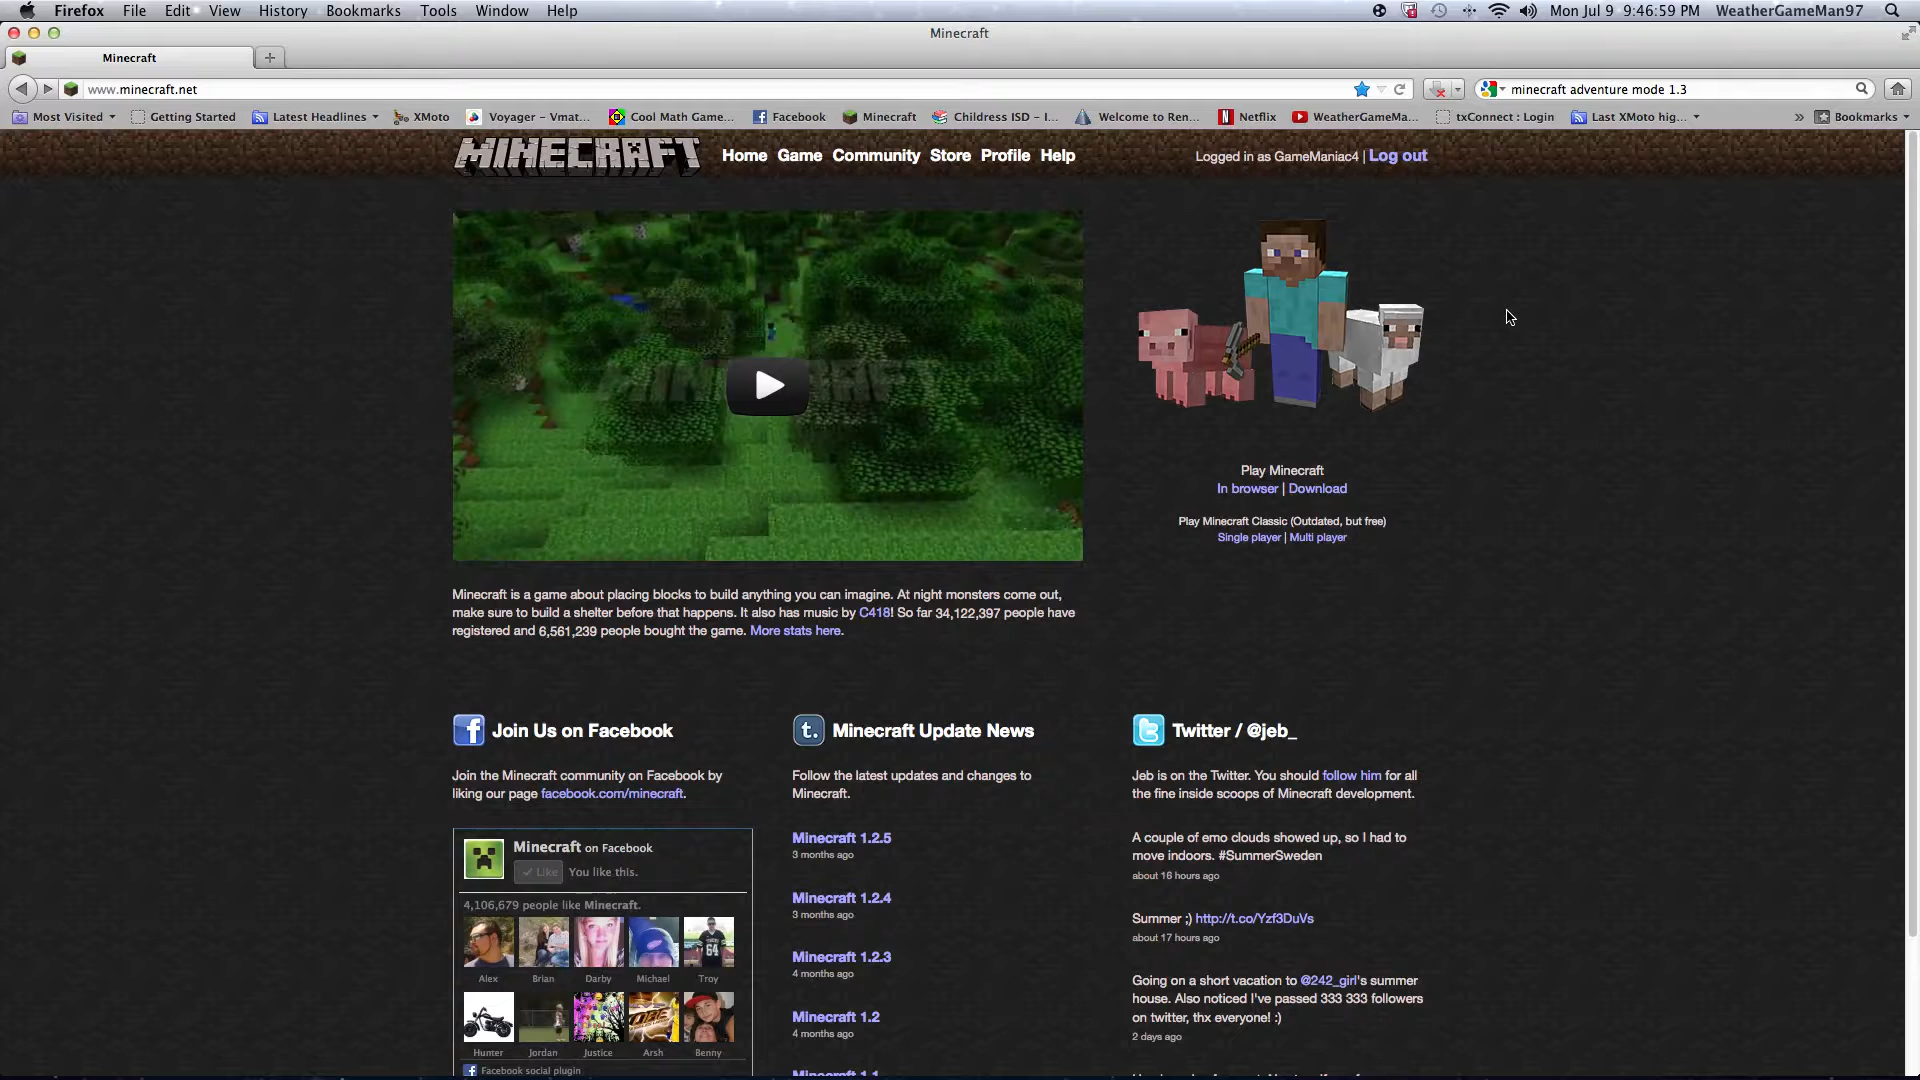 Firefox File Edit View History Bookmarks Tools Window Help Mon Jul 9 9:46:59 PM WeatherGameMan97
Minecraft
Minecraft
www.minecraft.net minecraft adventure mode 1.3
Most Visited Getting Started Latest Headlines XMoto Voyager – Vmat... Cool Math Game... Facebook Minecraft Childress ISD – I... Welcome to Ren... Netflix WeatherGameMa... txConnect : Login Last XMoto hig... » Bookmarks
MINECRAFT Home Game Community Store Profile Help Logged in as GameManiac4 | Log out
MINECRAFT
Play Minecraft
In browser | Download
Play Minecraft Classic (Outdated, but free)
Single player | Multi player
Minecraft is a game about placing blocks to build anything you can imagine. At night monsters come out,
make sure to build a shelter before that happens. It also has music by C418! So far 34,122,397 people have
registered and 6,561,239 people bought the game. More stats here.
Join Us on Facebook
Join the Minecraft community on Facebook by
liking our page facebook.com/minecraft.
Minecraft on Facebook
Like You like this.
4,106,679 people like Minecraft.
Alex Brian Darby Michael Troy
Hunter Jordan Justice Arsh Benny
Facebook social plugin
Minecraft Update News
Follow the latest updates and changes to
Minecraft.
Minecraft 1.2.5
3 months ago
Minecraft 1.2.4
3 months ago
Minecraft 1.2.3
4 months ago
Minecraft 1.2
4 months ago
Minecraft 1.1
Twitter / @jeb_
Jeb is on the Twitter. You should follow him for all
the fine inside scoops of Minecraft development.
A couple of emo clouds showed up, so I had to
move indoors. #SummerSweden
about 16 hours ago
Summer ;) http://t.co/Yzf3DuVs
about 17 hours ago
Going on a short vacation to @242_girl's summer
house. Also noticed I've passed 333 333 followers
on twitter, thx everyone! :)
2 days ago